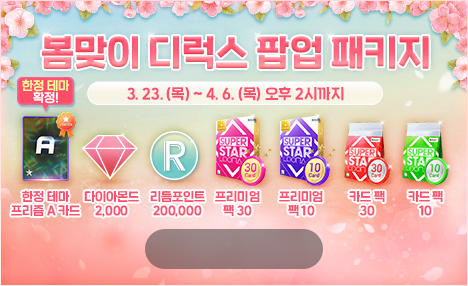 봄맞이 디럭스 팝업 패키지
한정 테마
확정!
3. 23. (목) ~ 4. 6. (목) 오후 2시까지
A
R
SUPER
STAR
30
Card
SUPER
STAR
10
Card
SUPER
STAR
30
Card
SUPER
STAR
10
Card
한정 테마
프리즘 A카드
다이아몬드
2,000
리듬포인트
200,000
프리미엄
팩 30
프리미엄
팩 10
카드 팩
30
카드 팩
10